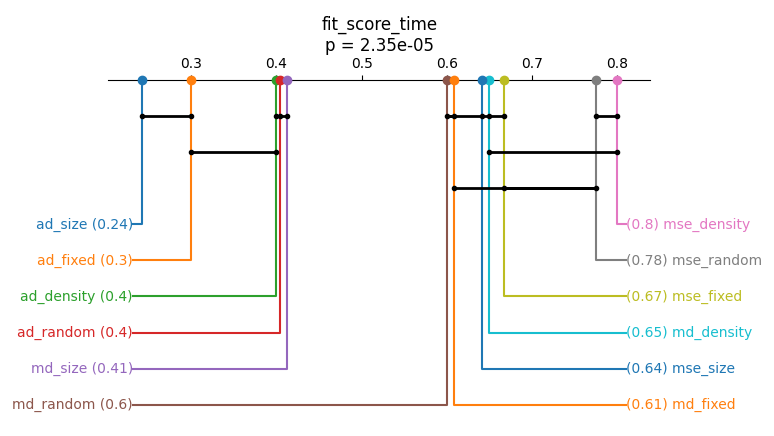 fit_score_time
p = 2.35e-05
0.3 0.4 0.5 0.6 0.7 0.8
ad_size (0.24) (0.8) mse_density
ad_fixed (0.3) (0.78) mse_random
ad_density (0.4) (0.67) mse_fixed
ad_random (0.4) (0.65) md_density
md_size (0.41) (0.64) mse_size
md_random (0.6) (0.61) md_fixed